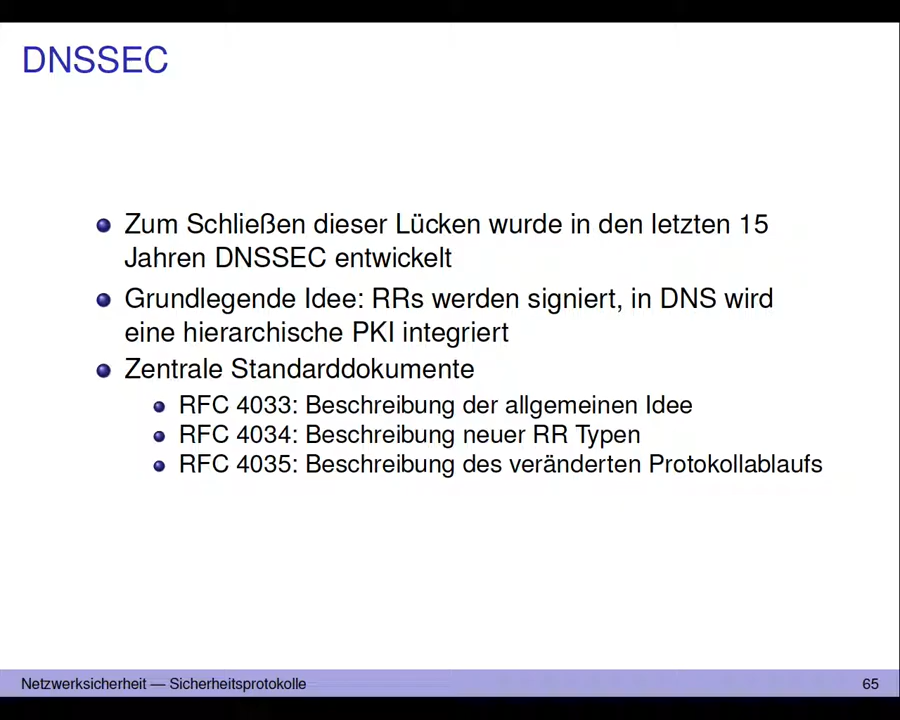 DNSSEC
Zum Schließen dieser Lücken wurde in den letzten 15
Jahren DNSSEC entwickelt
Grundlegende Idee: RRs werden signiert, in DNS wird
eine hierarchische PKI integriert
Zentrale Standarddokumente
RFC 4033: Beschreibung der allgemeinen Idee
RFC 4034: Beschreibung neuer RR Typen
RFC 4035: Beschreibung des veränderten Protokollablaufs
Netzwerksicherheit — Sicherheitsprotokolle 65